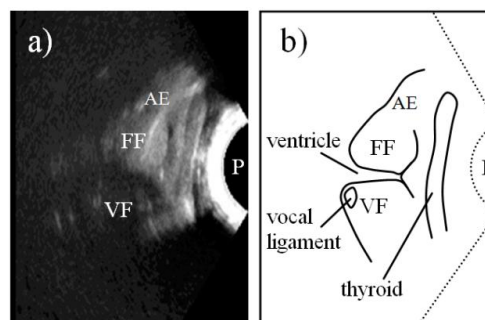 a)
AE
FF
P
VF
b)
AE
ventricle
FF
VF
vocal
ligament
thyroid